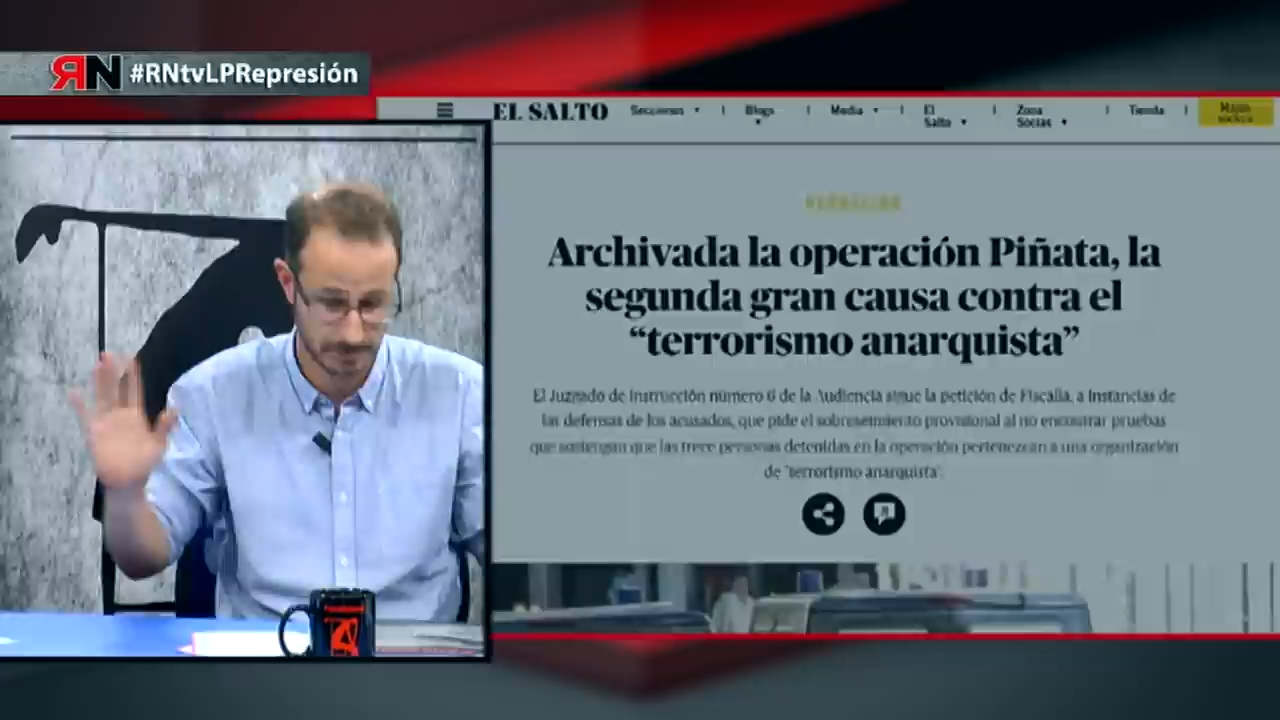 RN #RNtvLPRepresión
EL SALTO Secciones Blogs Media El Salto Zona Socias Tienda
Archivada la operación Piñata, la
segunda gran causa contra el
“terrorismo anarquista”
El Juzgado de Instrucción número 6 de la Audiencia sigue la petición de Fiscalía, a instancias de
las defensas de los acusados, que pide el sobreseimiento provisional al no encontrar pruebas
que sostengan que las trece personas detenidas en la operación pertenezcan a una organización
de "terrorismo anarquista".